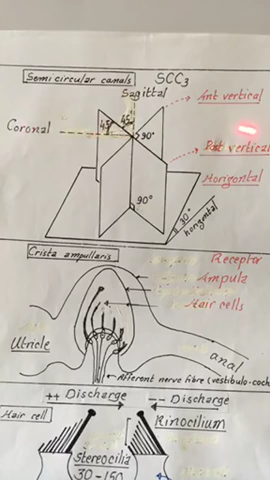 Semi circular canals SCC3
Sagittal
Ant vertical
45 45
Coronal
90°
Post vertical
Horizontal
90°
30°
horizontal
Crista ampullaris
Receptor
Ampula
Hair cells
Utricle
anal
Afferent nerve fibre (vestibulo-coch
++ Discharge -- Discharge
Hair cell
Kinocilium
Stereocilia
30-150